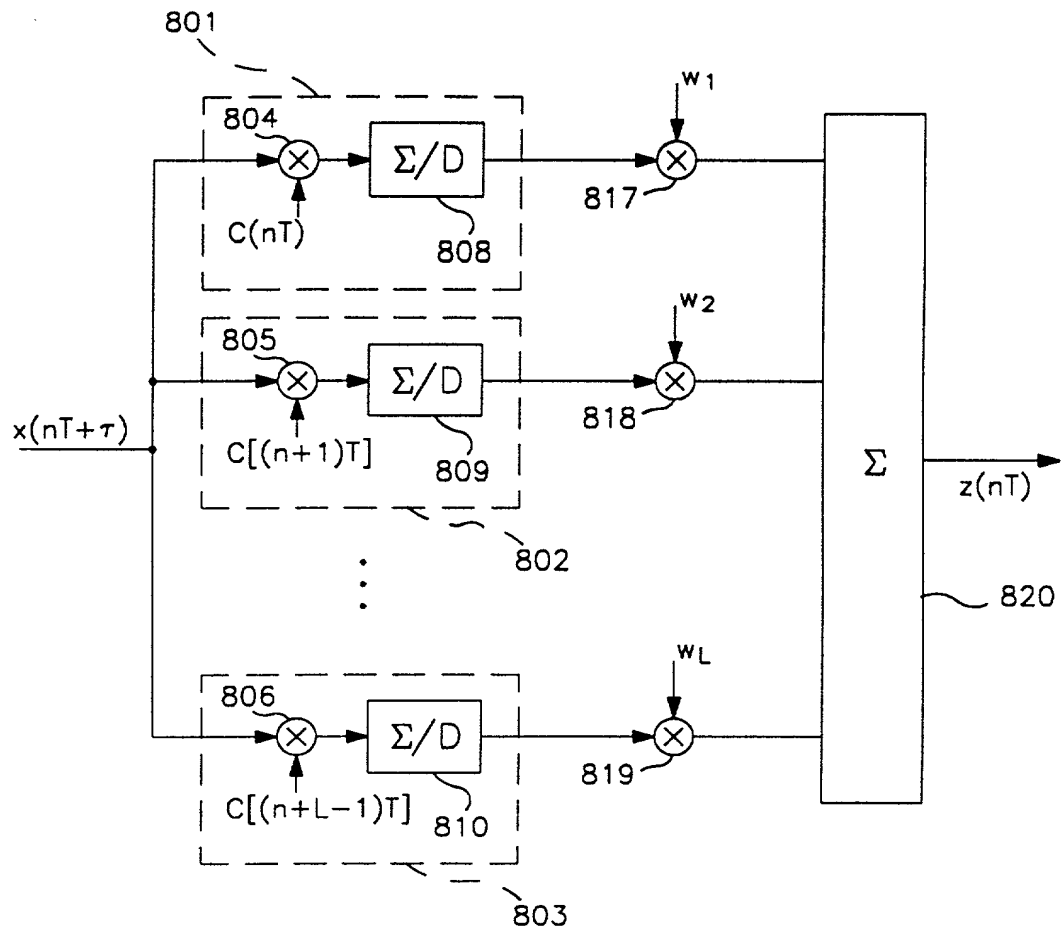 801
804
Σ/D
C(nT)
808
w1
817
805
Σ/D
C[(n+1)T]
809
w2
818
x(nT+τ)
802
Σ
z(nT)
820
806
Σ/D
C[(n+L-1)T]
810
wL
819
803